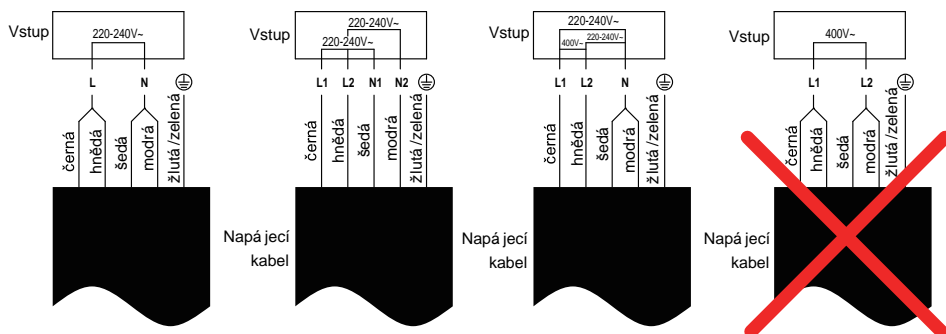 Vstup
220-240V~
L N
černá
hnědá
šedá
modrá
žlutá/zelená
Vstup
220-240V~
220-240V~
L1 L2 N1 N2
černá
hnědá
šedá
modrá
žlutá/zelená
Napá jecí
kabel
Vstup
220-240V~
400V~ 220-240V~
L1 L2 N
černá
hnědá
šedá
modrá
žlutá/zelená
Napá jecí
kabel
Vstup
400V~
L1 L2
černá
hnědá
šedá
modrá
žlutá/zelená
Napá jecí
kabel